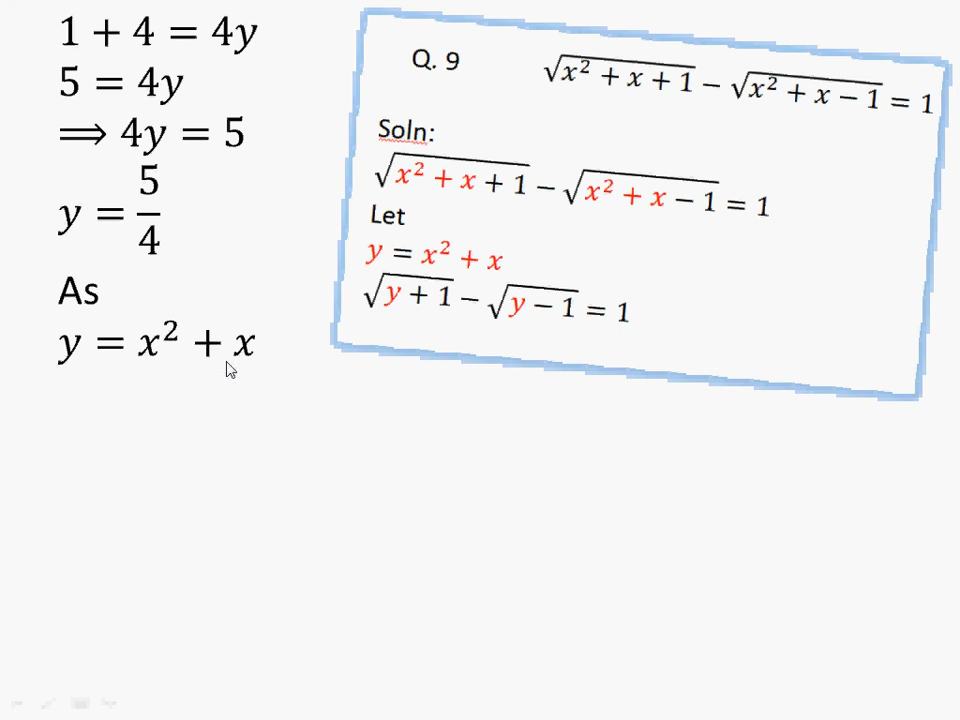 1 + 4 = 4y
5 = 4y
⟹ 4y = 5
y = 5/4
As
y = x² + x
Q. 9 √(x² + x + 1) − √(x² + x − 1) = 1
Soln:
√(x² + x + 1) − √(x² + x − 1) = 1
Let
y = x² + x
√(y + 1) − √(y − 1) = 1